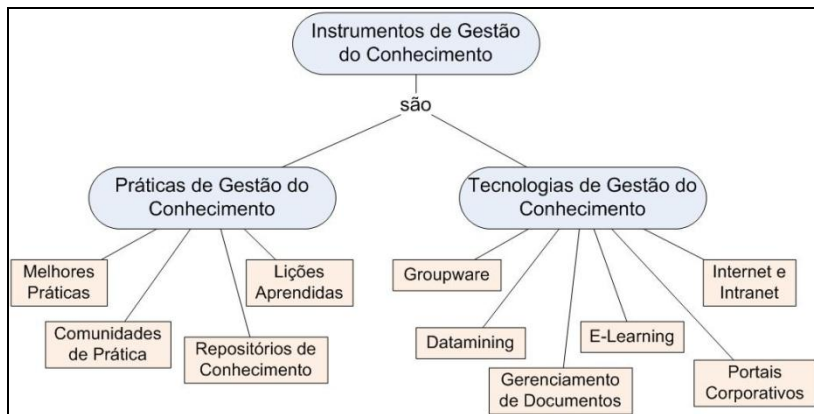 Instrumentos de Gestão
do Conhecimento
são
Práticas de Gestão do
Conhecimento
Tecnologias de Gestão do
Conhecimento
Melhores
Práticas
Comunidades
de Prática
Repositórios de
Conhecimento
Lições
Aprendidas
Groupware
Datamining
Gerenciamento
de Documentos
E-Learning
Portais
Corporativos
Internet e
Intranet